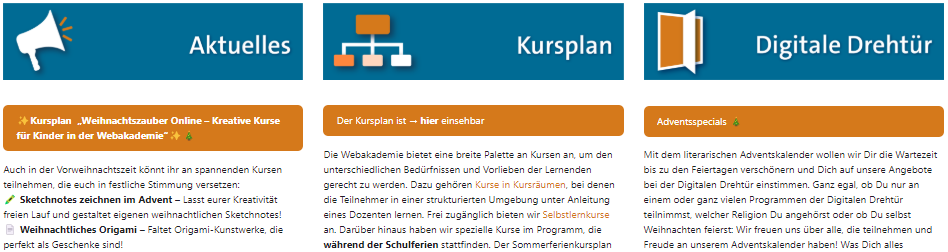 Aktuelles
✨Kursplan „Weihnachtszauber Online – Kreative Kurse
für Kinder in der Webakademie“ ✨🎄
Auch in der Vorweihnachtszeit könnt ihr an spannenden Kursen
teilnehmen, die euch in festliche Stimmung versetzen:
🖍 Sketchnotes zeichnen im Advent – Lasst eurer Kreativität
freien Lauf und gestaltet eigenen weihnachtlichen Sketchnotes!
📄 Weihnachtliches Origami – Faltet Origami-Kunstwerke, die
perfekt als Geschenke sind!
Kursplan
Der Kursplan ist → hier einsehbar
Die Webakademie bietet eine breite Palette an Kursen an, um den
unterschiedlichen Bedürfnissen und Vorlieben der Lernenden
gerecht zu werden. Dazu gehören Kurse in Kursräumen, bei denen
die Teilnehmer in einer strukturierten Umgebung unter Anleitung
eines Dozenten lernen. Frei zugänglich bieten wir Selbstlernkurse
an. Darüber hinaus haben wir spezielle Kurse im Programm, die
während der Schulferien stattfinden. Der Sommerferienkursplan
Digitale Drehtür
Adventsspecials 🎄
Mit dem literarischen Adventskalender wollen wir Dir die Wartezeit
bis zu den Feiertagen verschönern und Dich auf unsere Angebote
bei der Digitalen Drehtür einstimmen. Ganz egal, ob Du nur an
einem oder ganz vielen Programmen der Digitalen Drehtür
teilnimmst, welcher Religion Du angehörst oder ob Du selbst
Weihnachten feierst: Wir freuen uns über alle, die teilnehmen und
Freude an unserem Adventskalender haben! Was Dich alles